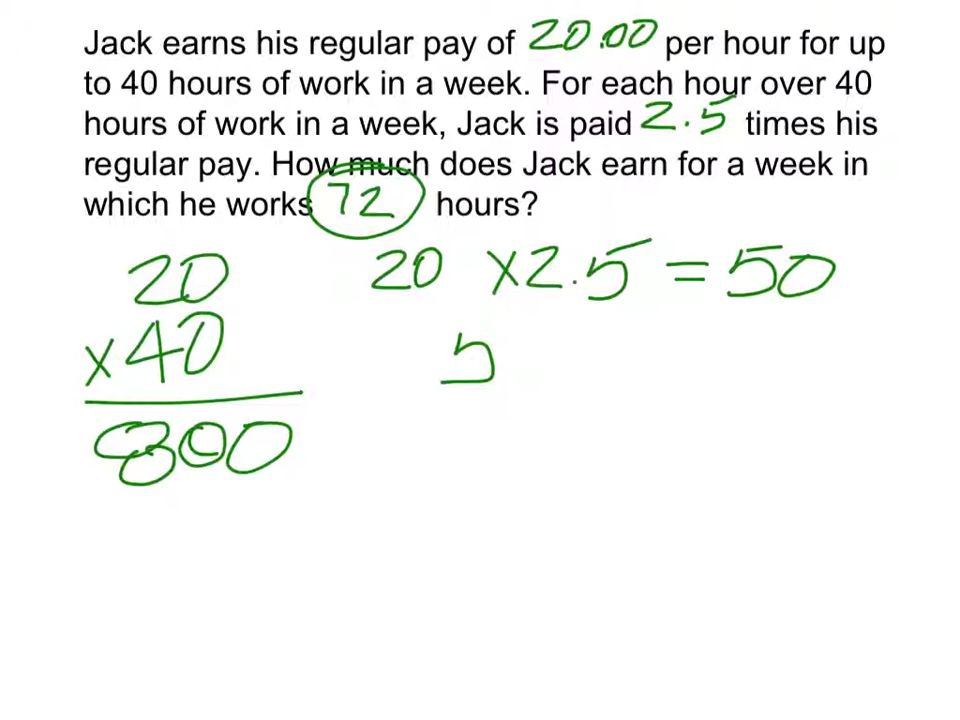 Jack earns his regular pay of 20.00 per hour for up
to 40 hours of work in a week. For each hour over 40
hours of work in a week, Jack is paid 2.5 times his
regular pay. How much does Jack earn for a week in
which he works 72 hours?
20 20 x2.5 = 50
x40 5
800